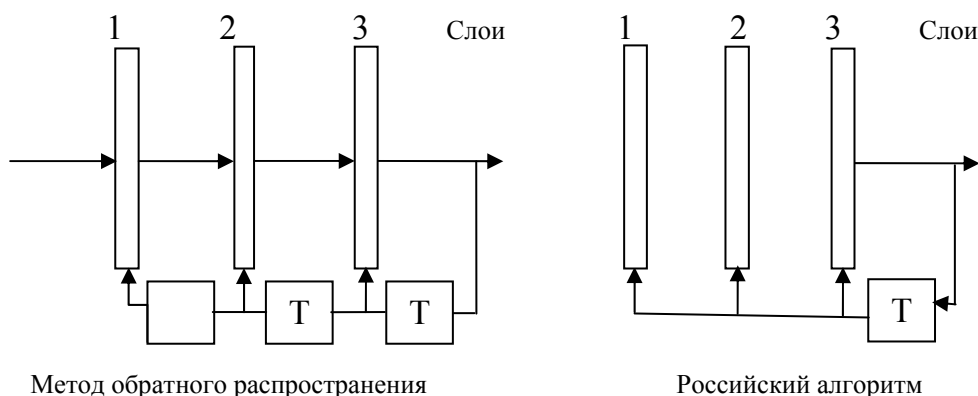 1 2 3 Слои
1 2 3 Слои
Т Т
Т
Метод обратного распространения
Российский алгоритм